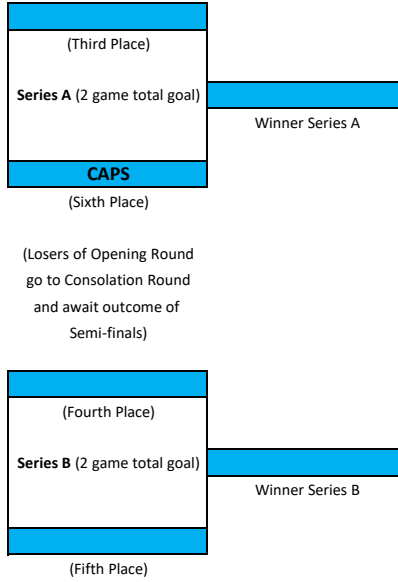 (Third Place)
Series A (2 game total goal)
Winner Series A
CAPS
(Sixth Place)
(Losers of Opening Round
go to Consolation Round
and await outcome of
Semi-finals)
(Fourth Place)
Series B (2 game total goal)
Winner Series B
(Fifth Place)